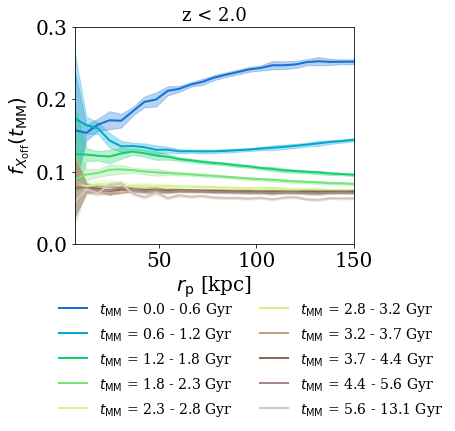 z < 2.0
0.3
0.2
0.1
0.0
f_{X_off}(t_MM)
50
100
150
r_p [kpc]
t_MM = 0.0 - 0.6 Gyr
t_MM = 0.6 - 1.2 Gyr
t_MM = 1.2 - 1.8 Gyr
t_MM = 1.8 - 2.3 Gyr
t_MM = 2.3 - 2.8 Gyr
t_MM = 2.8 - 3.2 Gyr
t_MM = 3.2 - 3.7 Gyr
t_MM = 3.7 - 4.4 Gyr
t_MM = 4.4 - 5.6 Gyr
t_MM = 5.6 - 13.1 Gyr